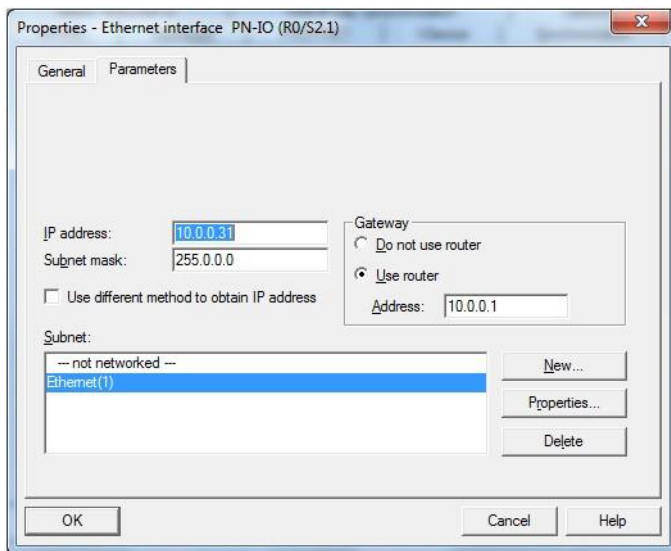 Properties - Ethernet interface PN-IO (R0/S2.1)
General Parameters
IP address: 10.0.0.31
Subnet mask: 255.0.0.0
Use different method to obtain IP address
Gateway
Do not use router
Use router
Address: 10.0.0.1
Subnet:
--- not networked ---
Ethernet(1)
New...
Properties...
Delete
OK Cancel Help